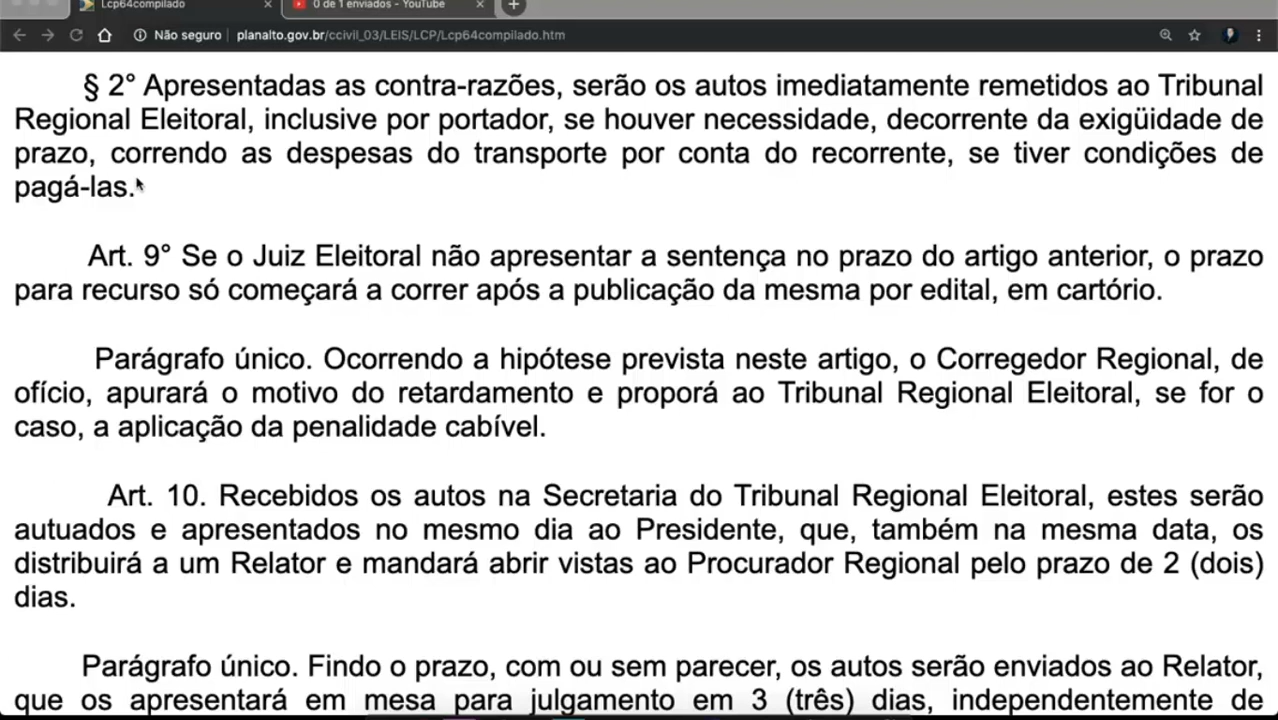 Lcp64compilado
0 de 1 enviados - YouTube
Não seguro | planalto.gov.br/ccivil_03/LEIS/LCP/Lcp64compilado.htm
§ 2° Apresentadas as contra-razões, serão os autos imediatamente remetidos ao Tribunal
Regional Eleitoral, inclusive por portador, se houver necessidade, decorrente da exigüidade de
prazo, correndo as despesas do transporte por conta do recorrente, se tiver condições de
pagá-las.
Art. 9° Se o Juiz Eleitoral não apresentar a sentença no prazo do artigo anterior, o prazo
para recurso só começará a correr após a publicação da mesma por edital, em cartório.
Parágrafo único. Ocorrendo a hipótese prevista neste artigo, o Corregedor Regional, de
ofício, apurará o motivo do retardamento e proporá ao Tribunal Regional Eleitoral, se for o
caso, a aplicação da penalidade cabível.
Art. 10. Recebidos os autos na Secretaria do Tribunal Regional Eleitoral, estes serão
autuados e apresentados no mesmo dia ao Presidente, que, também na mesma data, os
distribuirá a um Relator e mandará abrir vistas ao Procurador Regional pelo prazo de 2 (dois)
dias.
Parágrafo único. Findo o prazo, com ou sem parecer, os autos serão enviados ao Relator,
que os apresentará em mesa para julgamento em 3 (três) dias, independentemente de